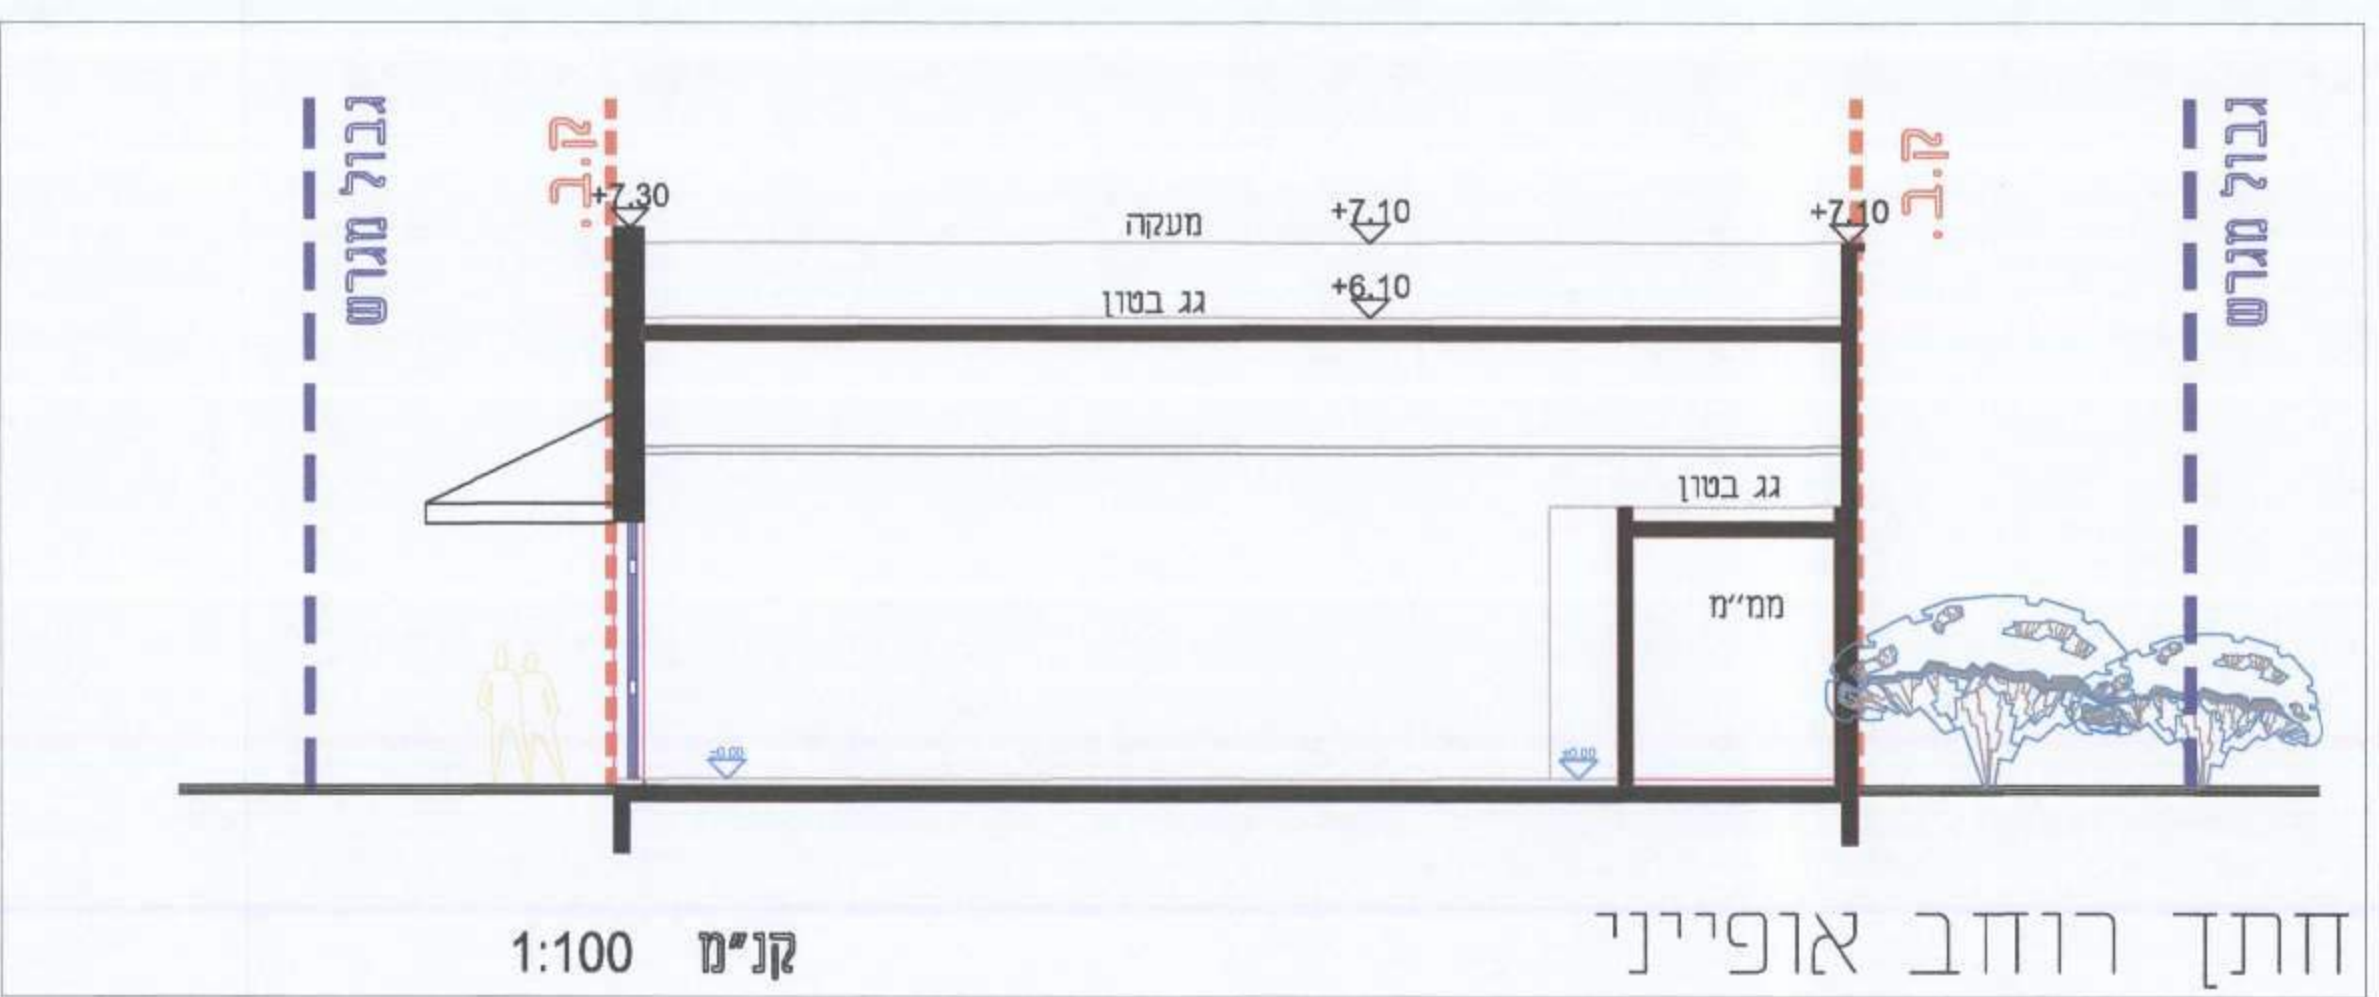 גבול מגרש
ק.ב.
ק.ב.
גבול מגרש
+7.30
מעקה
+7.10
+7.10
גג בטון
+6.10
גג בטון
ממ״מ
±0.00
±0.00
חתך רוחב אופייני
קנ״מ 1:100